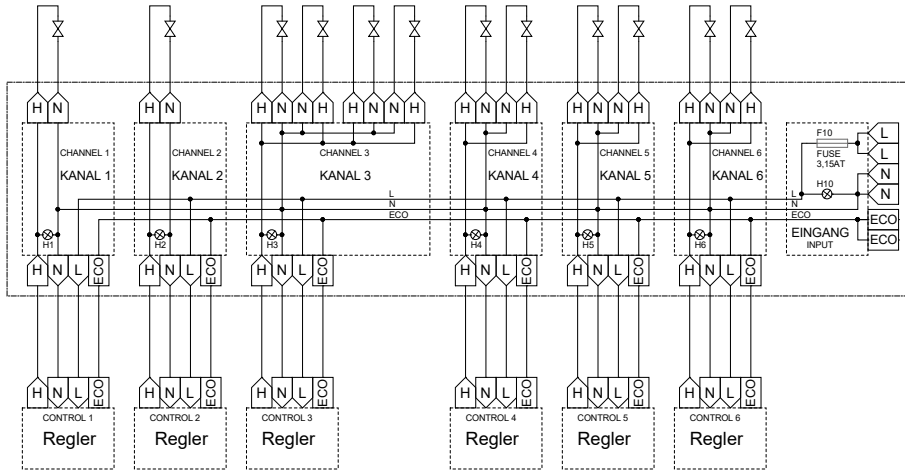 H N H N H N N H H N N H H N N H H N N H H N N H
CHANNEL 1 CHANNEL 2 CHANNEL 3 CHANNEL 4 CHANNEL 5 CHANNEL 6
KANAL 1 KANAL 2 KANAL 3 KANAL 4 KANAL 5 KANAL 6
F10
FUSE
3,15AT
L
L
H10
N
N
L L
N N
ECO ECO
ECO
ECO
EINGANG
INPUT
H1 H2 H3 H4 H5 H6
H N L ECO H N L ECO H N L ECO H N L ECO H N L ECO H N L ECO
H N L ECO H N L ECO H N L ECO H N L ECO H N L ECO H N L ECO
CONTROL 1 CONTROL 2 CONTROL 3 CONTROL 4 CONTROL 5 CONTROL 6
Regler Regler Regler Regler Regler Regler